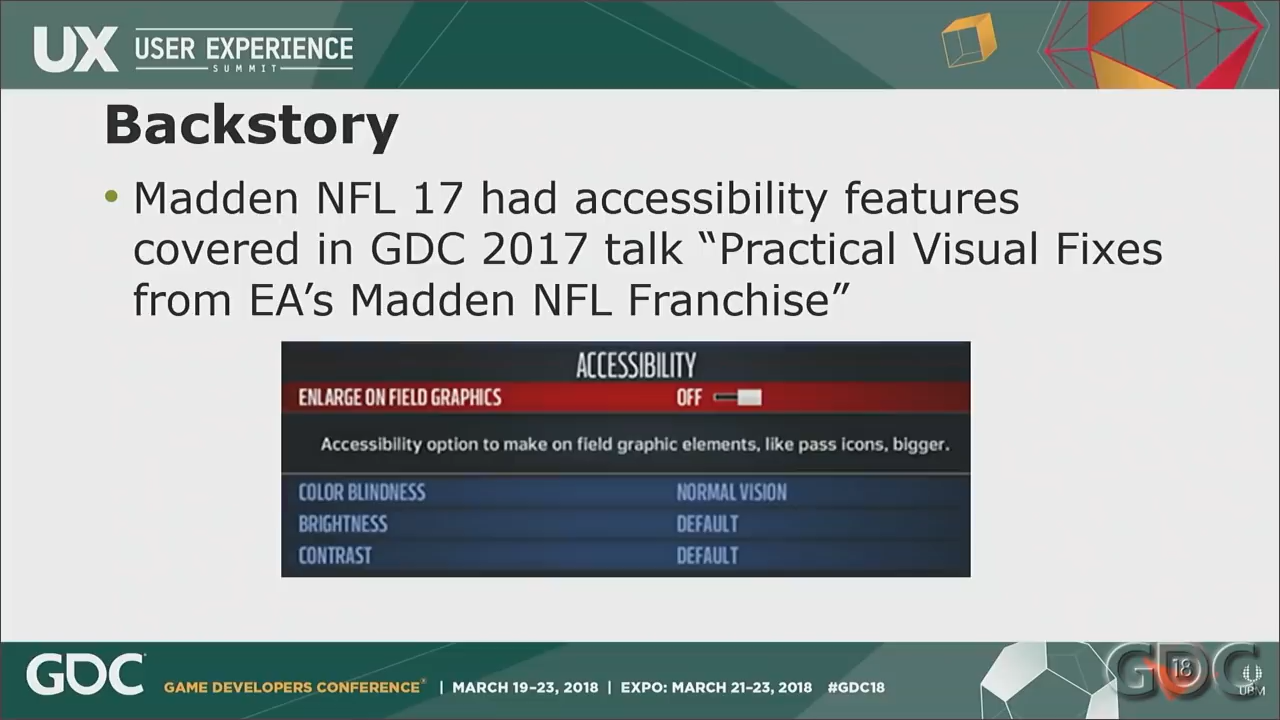 UX USER EXPERIENCE
SUMMIT
Backstory
• Madden NFL 17 had accessibility features
covered in GDC 2017 talk “Practical Visual Fixes
from EA’s Madden NFL Franchise”
ACCESSIBILITY
ENLARGE ON FIELD GRAPHICS OFF
Accessibility option to make on field graphic elements, like pass icons, bigger.
COLOR BLINDNESS NORMAL VISION
BRIGHTNESS DEFAULT
CONTRAST DEFAULT
GDC GAME DEVELOPERS CONFERENCE® | MARCH 19–23, 2018 | EXPO: MARCH 21–23, 2018 #GDC18
GDC 18
UBM